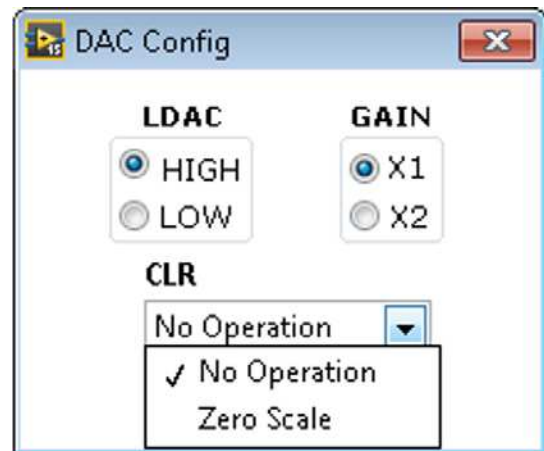 DAC Config
LDAC GAIN
HIGH X1
LOW X2
CLR
No Operation
No Operation
Zero Scale